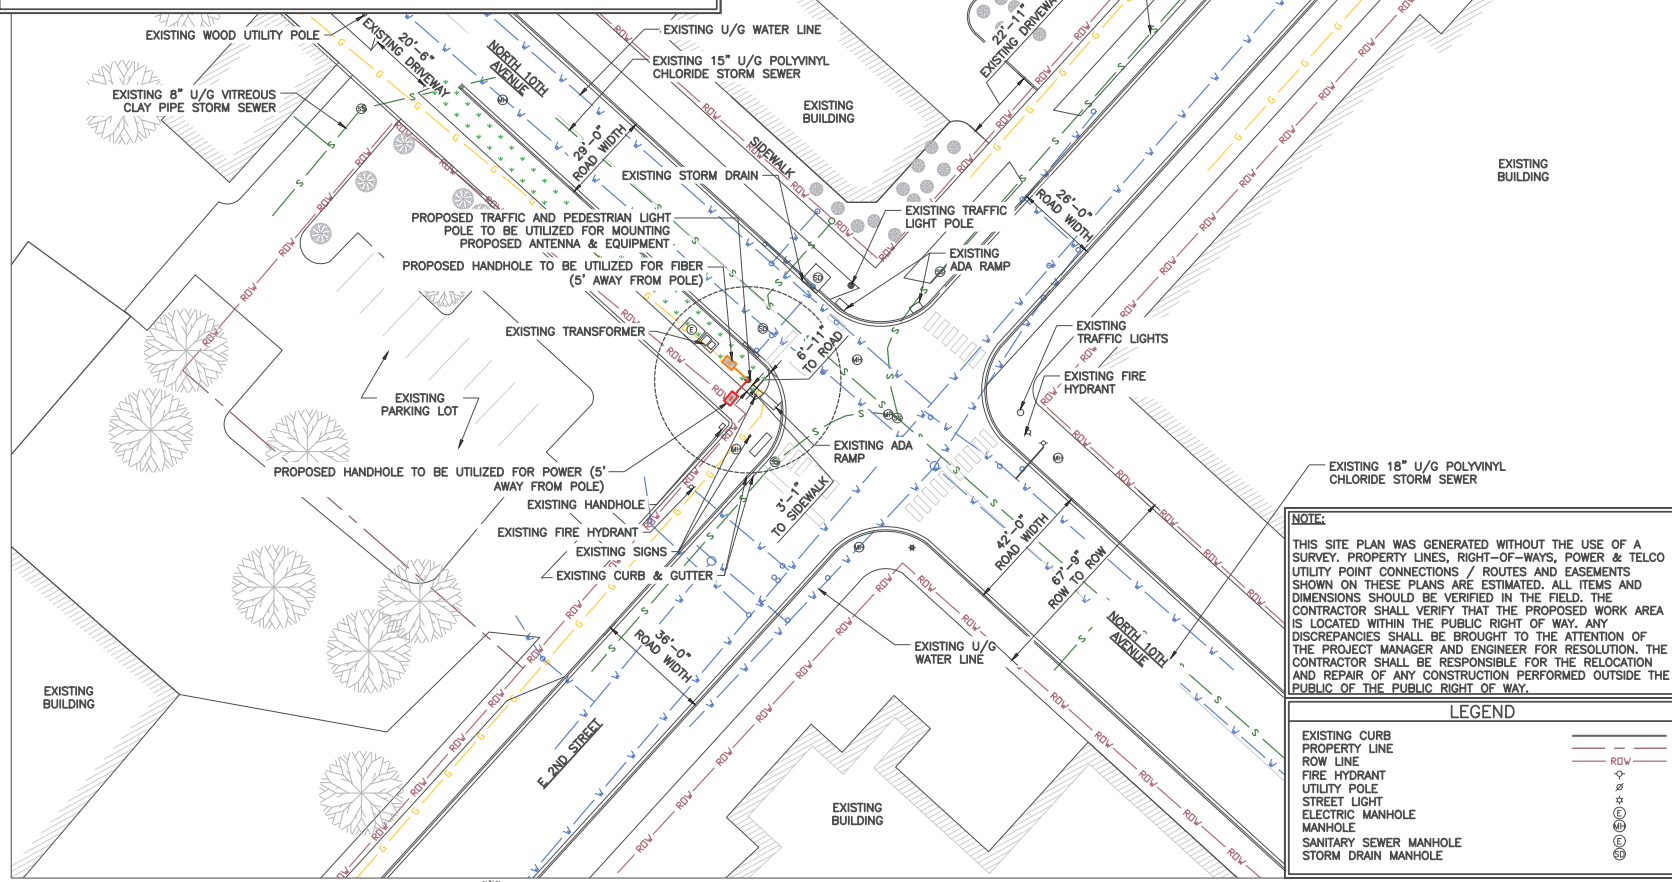 EXISTING WOOD UTILITY POLE
20'-6"
EXISTING DRIVEWAY
NORTH 10TH
AVENUE
EXISTING U/G WATER LINE
EXISTING 15" U/G POLYVINYL
CHLORIDE STORM SEWER
22'-11"
EXISTING DRIVEWAY
EXISTING 8" U/G VITREOUS
CLAY PIPE STORM SEWER
EXISTING
BUILDING
29'-0"
ROAD WIDTH
SIDEWALK
EXISTING STORM DRAIN
EXISTING
BUILDING
26'-0"
ROAD WIDTH
PROPOSED TRAFFIC AND PEDESTRIAN LIGHT
POLE TO BE UTILIZED FOR MOUNTING
PROPOSED ANTENNA & EQUIPMENT
EXISTING TRAFFIC
LIGHT POLE
EXISTING
ADA RAMP
PROPOSED HANDHOLE TO BE UTILIZED FOR FIBER
(5' AWAY FROM POLE)
EXISTING TRANSFORMER
6'-11"
TO ROAD
EXISTING
TRAFFIC LIGHTS
EXISTING FIRE
HYDRANT
EXISTING
PARKING LOT
EXISTING ADA
RAMP
PROPOSED HANDHOLE TO BE UTILIZED FOR POWER (5'
AWAY FROM POLE)
3'-1"
TO SIDEWALK
EXISTING 18" U/G POLYVINYL
CHLORIDE STORM SEWER
EXISTING HANDHOLE
EXISTING FIRE HYDRANT
EXISTING SIGNS
EXISTING CURB & GUTTER
42'-0"
ROAD WIDTH
67'-9"
ROW TO ROW
NORTH 10TH
AVENUE
36'-0"
ROAD WIDTH
EXISTING U/G
WATER LINE
EXISTING
BUILDING
E 2ND STREET
EXISTING
BUILDING
NOTE:
THIS SITE PLAN WAS GENERATED WITHOUT THE USE OF A
SURVEY. PROPERTY LINES, RIGHT-OF-WAYS, POWER & TELCO
UTILITY POINT CONNECTIONS / ROUTES AND EASEMENTS
SHOWN ON THESE PLANS ARE ESTIMATED. ALL ITEMS AND
DIMENSIONS SHOULD BE VERIFIED IN THE FIELD. THE
CONTRACTOR SHALL VERIFY THAT THE PROPOSED WORK AREA
IS LOCATED WITHIN THE PUBLIC RIGHT OF WAY. ANY
DISCREPANCIES SHALL BE BROUGHT TO THE ATTENTION OF
THE PROJECT MANAGER AND ENGINEER FOR RESOLUTION. THE
CONTRACTOR SHALL BE RESPONSIBLE FOR THE RELOCATION
AND REPAIR OF ANY CONSTRUCTION PERFORMED OUTSIDE THE
PUBLIC OF THE PUBLIC RIGHT OF WAY.
LEGEND
EXISTING CURB
PROPERTY LINE
ROW LINE ROW
FIRE HYDRANT
UTILITY POLE
STREET LIGHT
ELECTRIC MANHOLE E
MANHOLE MH
SANITARY SEWER MANHOLE E
STORM DRAIN MANHOLE SD